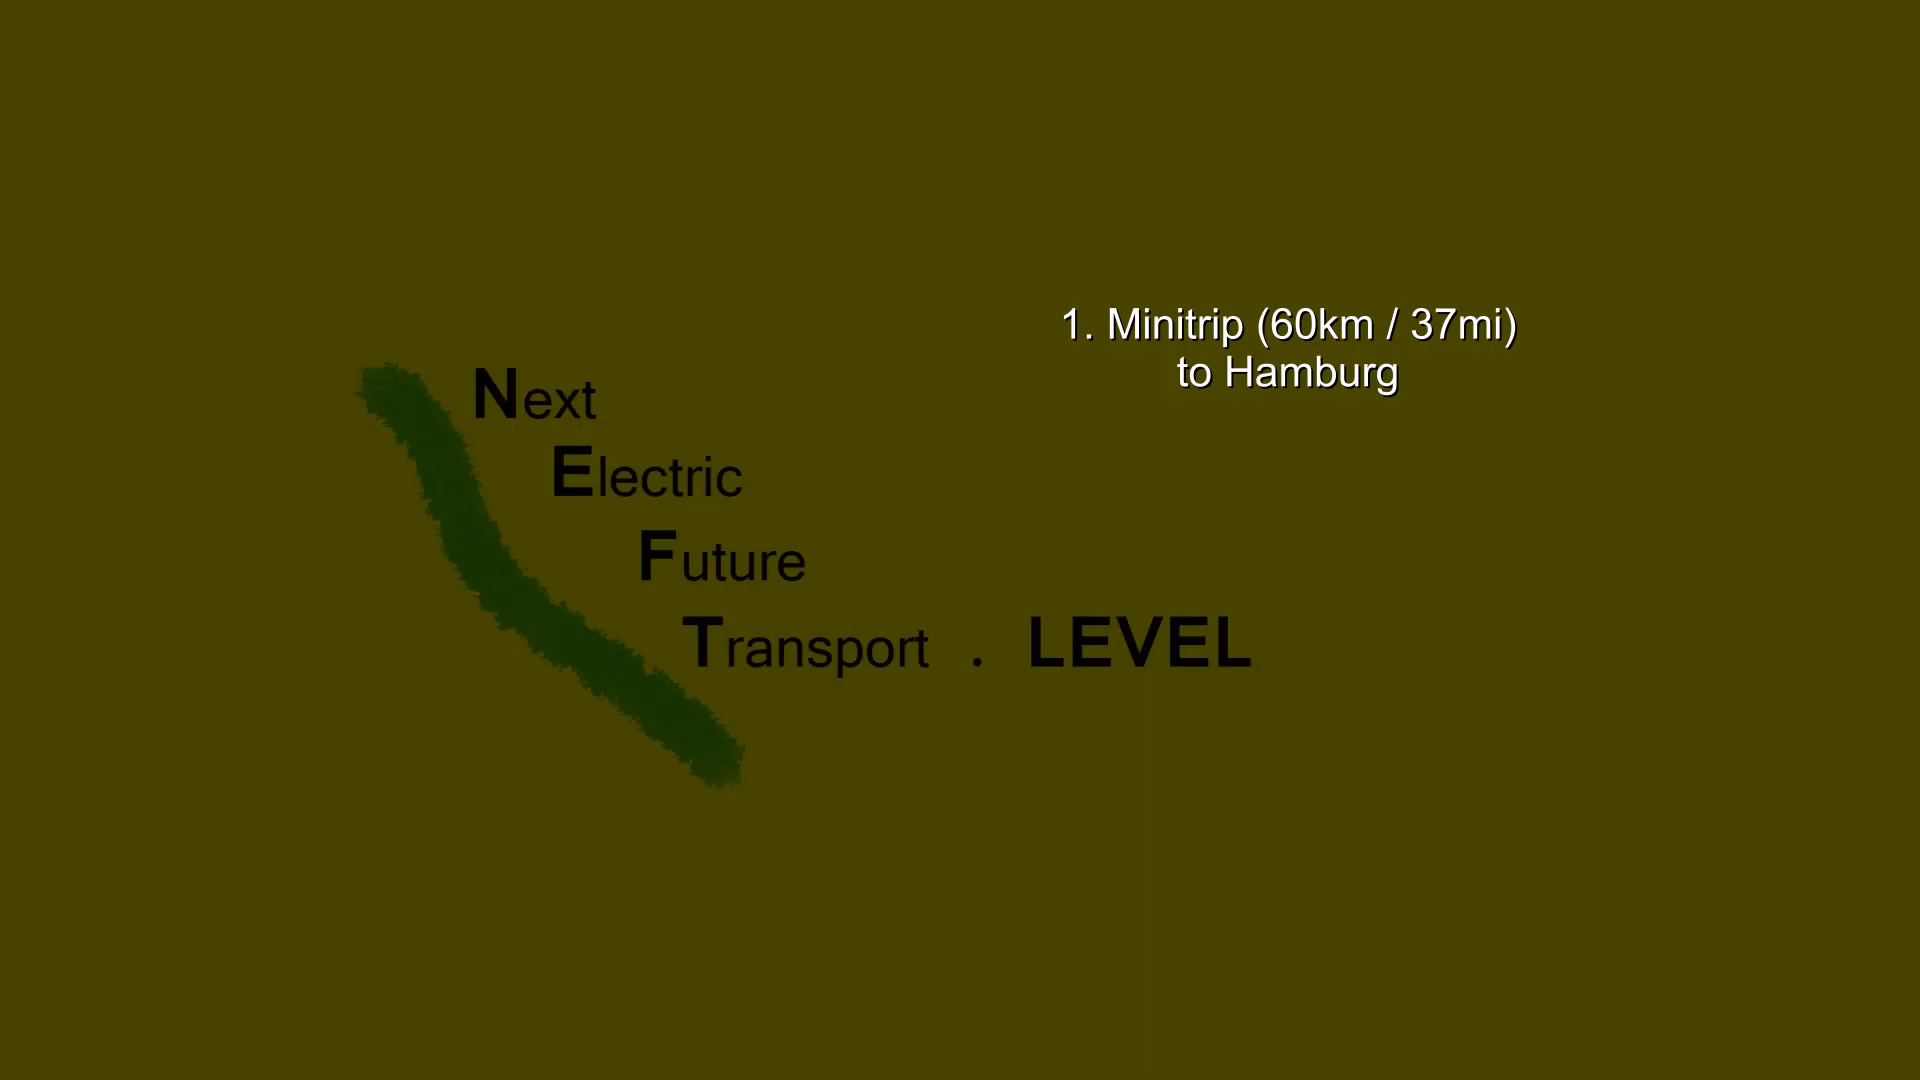 1. Minitrip (60km / 37mi)
to Hamburg
Next
Electric
Future
Transport . LEVEL